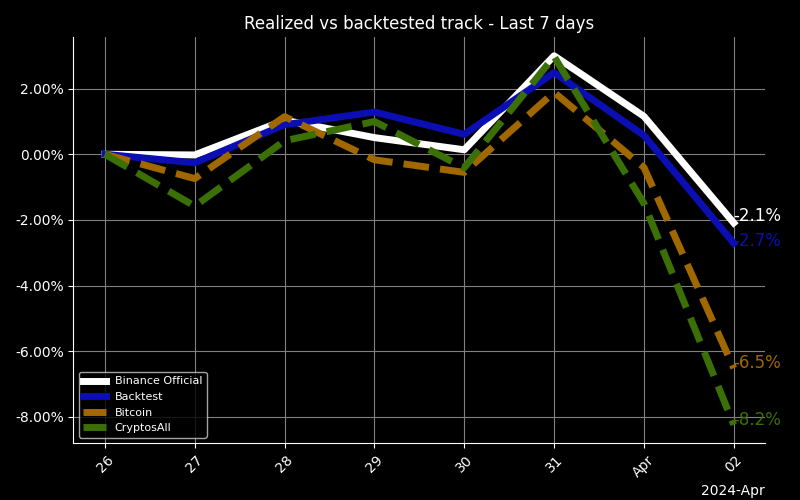 Realized vs backtested track - Last 7 days
2.00%
0.00%
-2.00%
-4.00%
-6.00%
-8.00%
-2.1%
-2.7%
-6.5%
-8.2%
Binance Official
Backtest
Bitcoin
CryptosAll
26
27
28
29
30
31
Apr
02
2024-Apr